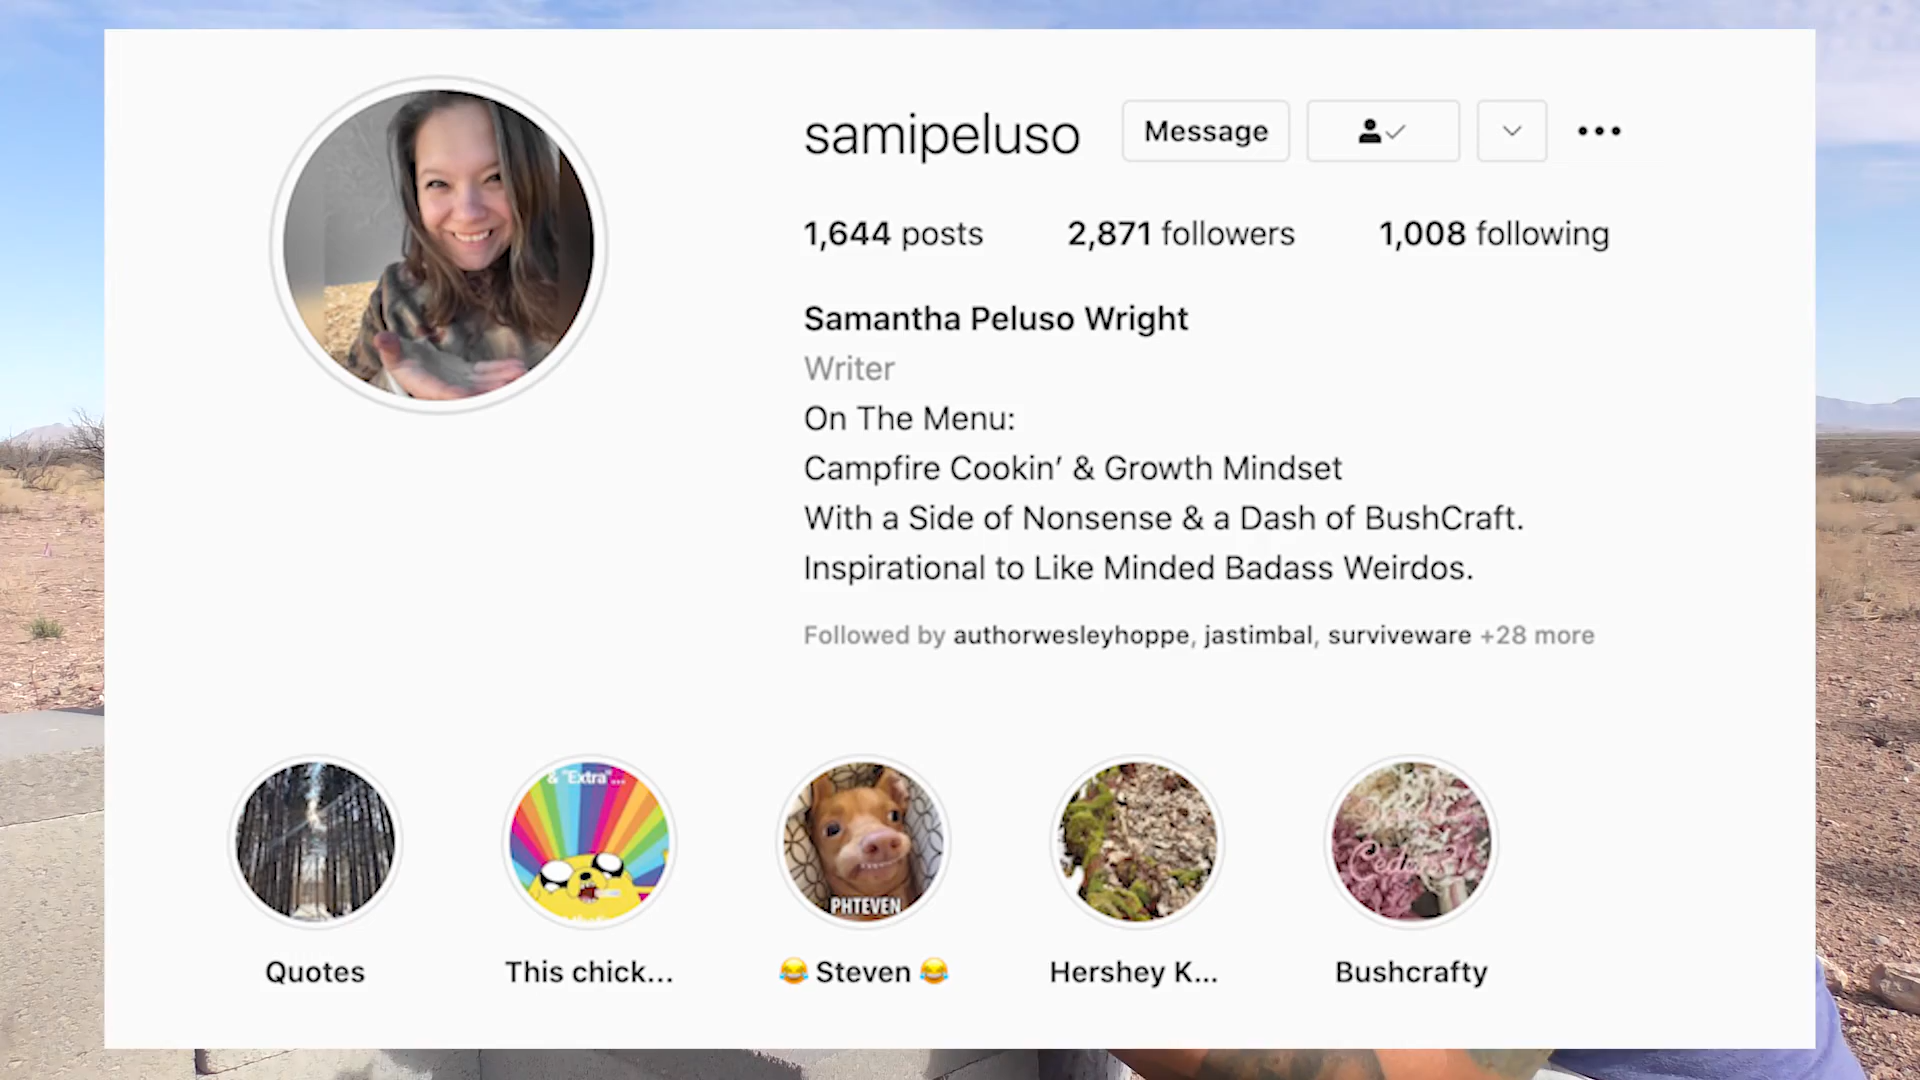 samipeluso
Message
1,644 posts 2,871 followers 1,008 following
Samantha Peluso Wright
Writer
On The Menu:
Campfire Cookin’ & Growth Mindset
With a Side of Nonsense & a Dash of BushCraft.
Inspirational to Like Minded Badass Weirdos.
Followed by authorwesleyhoppe, jastimbal, surviveware +28 more
& "Extra"...
PHTEVEN
Quotes
This chick...
😂 Steven 😂
Hershey K...
Bushcrafty